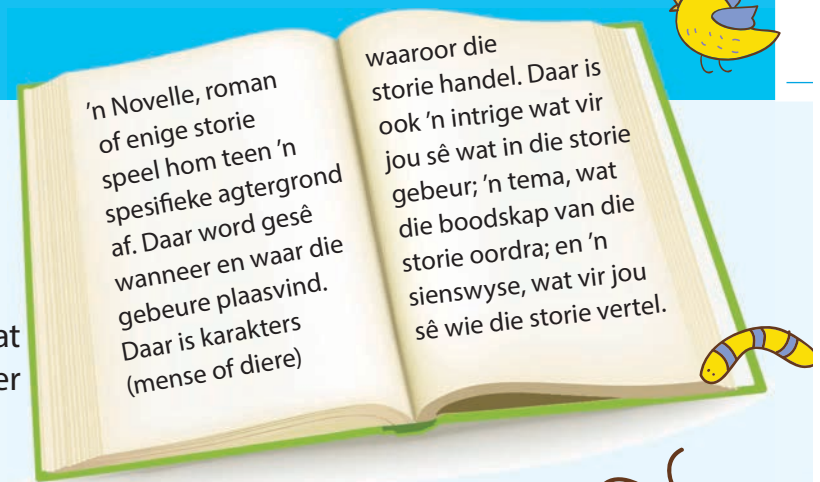 'n Novelle, roman
of enige storie
speel hom teen 'n
spesifieke agtergrond
af. Daar word gesê
wanneer en waar die
gebeure plaasvind.
Daar is karakters
(mense of diere)
waaroor die
storie handel. Daar is
ook 'n intrige wat vir
jou sê wat in die storie
gebeur; 'n tema, wat
die boodskap van die
storie oordra; en 'n
sienswyse, wat vir jou
sê wie die storie vertel.